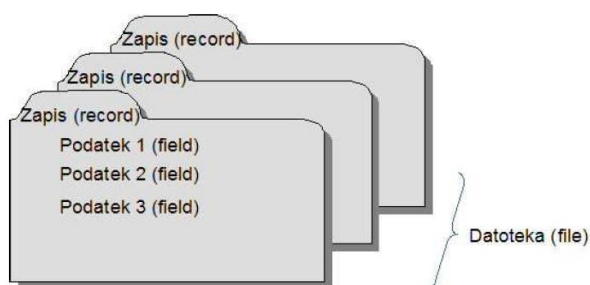 Zapis (record)
Zapis (record)
Zapis (record)
Podatek 1 (field)
Podatek 2 (field)
Podatek 3 (field)
Datoteka (file)